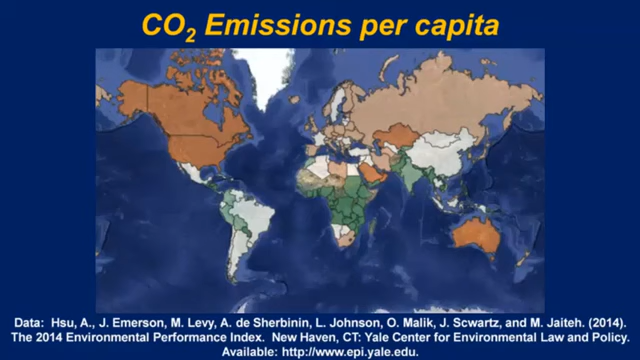 CO2 Emissions per capita
Data: Hsu, A., J. Emerson, M. Levy, A. de Sherbinin, L. Johnson, O. Malik, J. Scwartz, and M. Jaiteh. (2014).
The 2014 Environmental Performance Index. New Haven, CT: Yale Center for Environmental Law and Policy.
Available: http://www.epi.yale.edu.